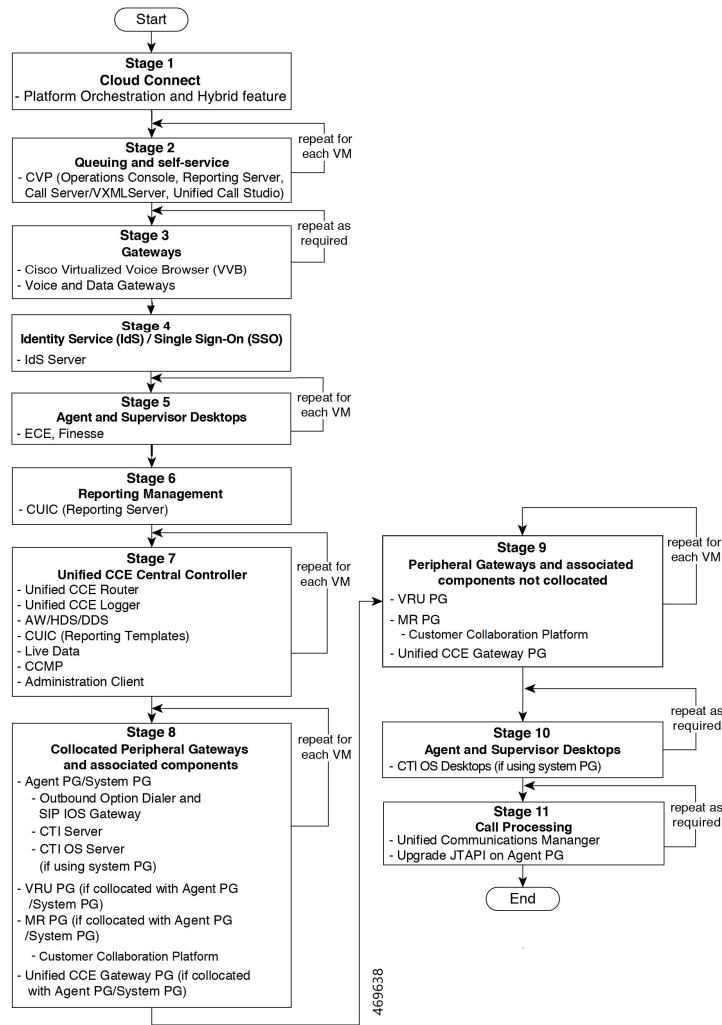 Start
Stage 1
Cloud Connect
- Platform Orchestration and Hybrid feature
repeat for
each VM
Stage 2
Queuing and self-service
- CVP (Operations Console, Reporting Server,
Call Server/VXMLServer, Unified Call Studio)
repeat as
required
Stage 3
Gateways
- Cisco Virtualized Voice Browser (VVB)
- Voice and Data Gateways
Stage 4
Identity Service (IdS) / Single Sign-On (SSO)
- IdS Server
repeat for
each VM
Stage 5
Agent and Supervisor Desktops
- ECE, Finesse
Stage 6
Reporting Management
- CUIC (Reporting Server)
repeat for
each VM
Stage 7
Unified CCE Central Controller
- Unified CCE Router
- Unified CCE Logger
- AW/HDS/DDS
- CUIC (Reporting Templates)
- Live Data
- CCMP
- Administration Client
repeat for
each VM
Stage 8
Collocated Peripheral Gateways
and associated components
- Agent PG/System PG
- Outbound Option Dialer and
SIP IOS Gateway
- CTI Server
- CTI OS Server
(if using system PG)
- VRU PG (if collocated with Agent PG
/System PG)
- MR PG (if collocated with Agent PG
/System PG)
- Customer Collaboration Platform
- Unified CCE Gateway PG (if collocated
with Agent PG/System PG)
repeat for
each VM
Stage 9
Peripheral Gateways and associated
components not collocated
- VRU PG
- MR PG
- Customer Collaboration Platform
- Unified CCE Gateway PG
repeat as
required
Stage 10
Agent and Supervisor Desktops
- CTI OS Desktops (if using system PG)
repeat as
required
Stage 11
Call Processing
- Unified Communications Mananger
- Upgrade JTAPI on Agent PG
End
469638